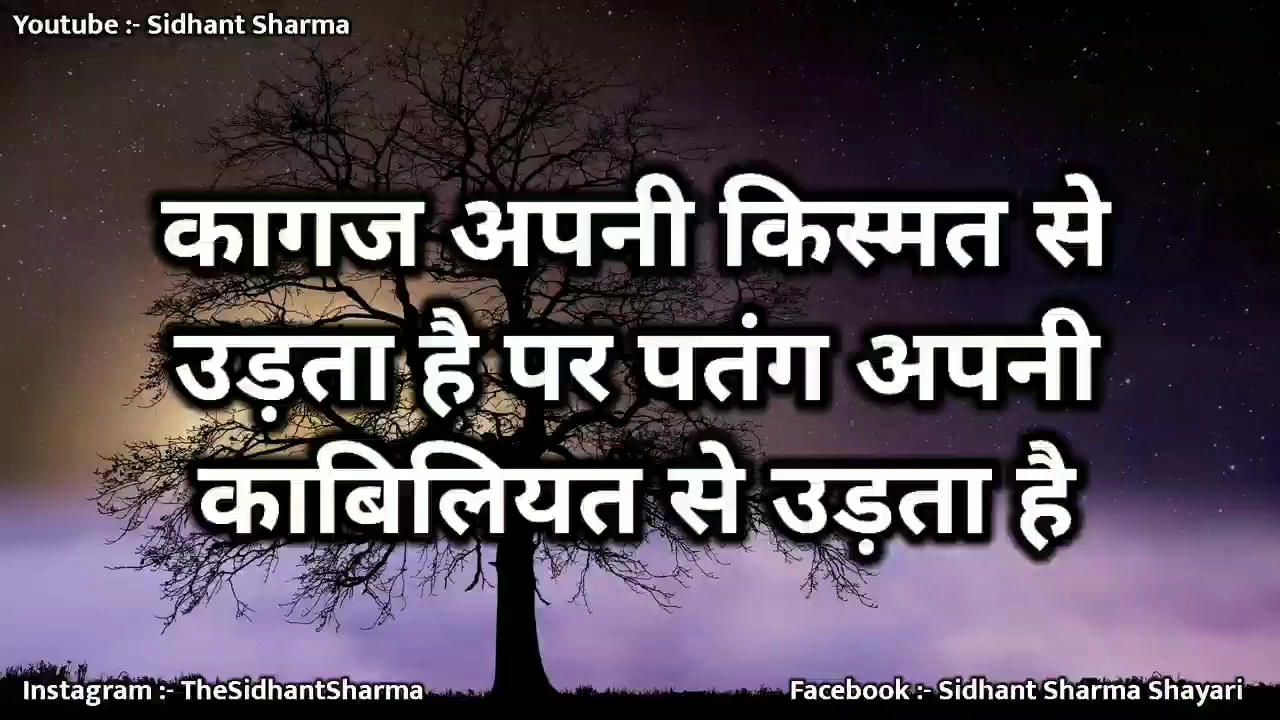 Youtube :- Sidhant Sharma
कागज अपनी किस्मत से
उड़ता है पर पतंग अपनी
काबिलियत से उड़ता है
Instagram :- TheSidhantSharma
Facebook :- Sidhant Sharma Shayari